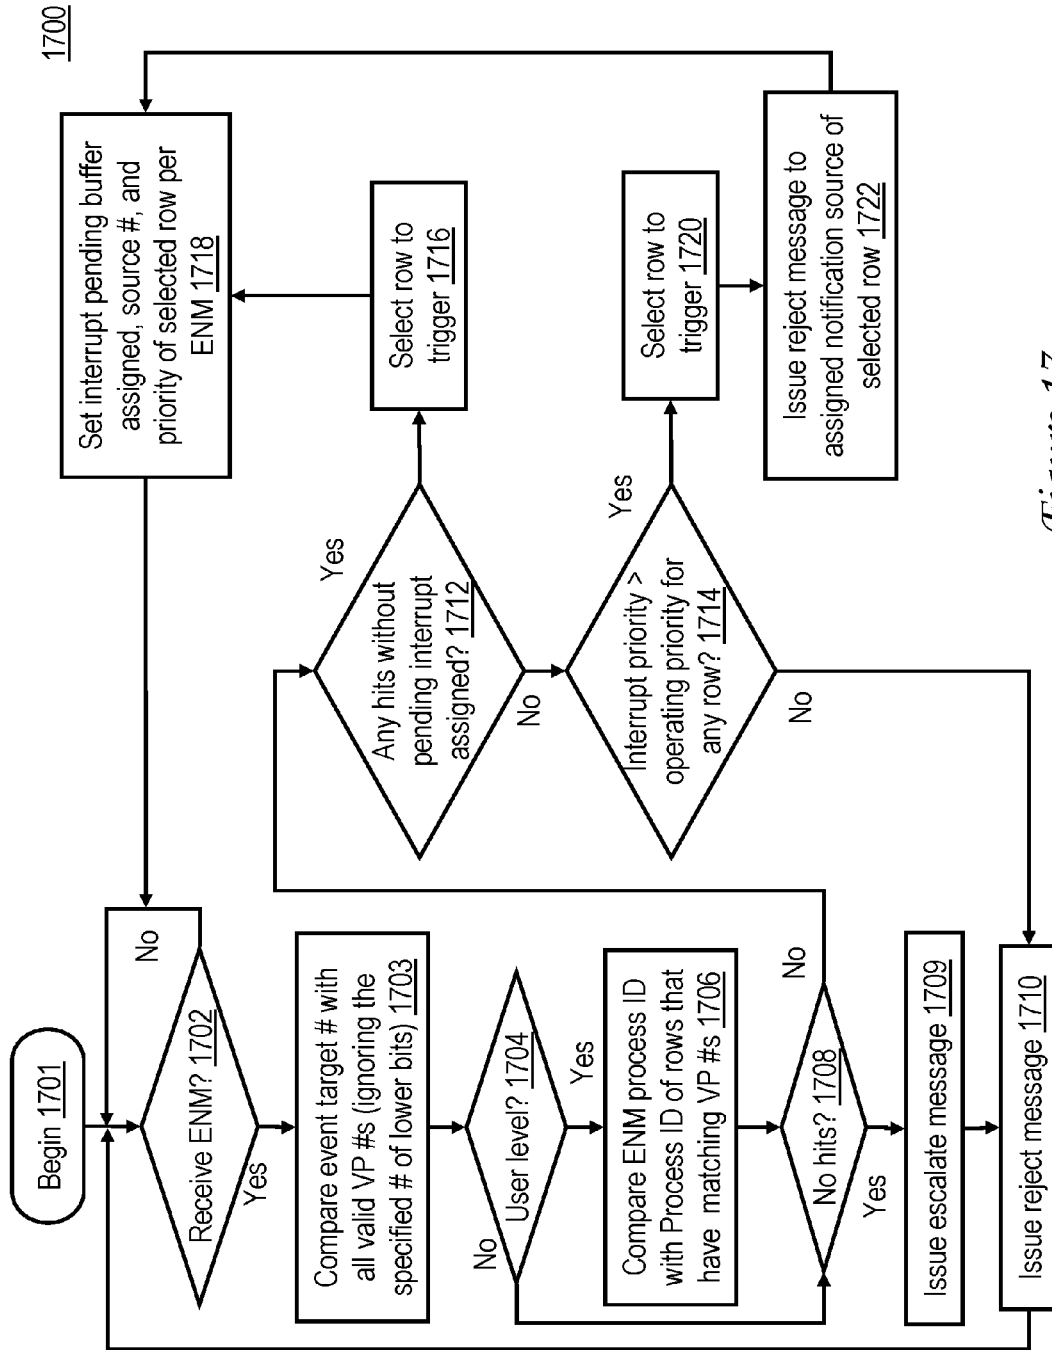 1700
Begin 1701
Receive ENM? 1702
No
Yes
Compare event target # with
all valid VP #s (ignoring the
specified # of lower bits) 1703
User level? 1704
No
Yes
Compare ENM process ID
with Process ID of rows that
have matching VP #s 1706
No hits? 1708
No
Yes
Issue escalate message 1709
Issue reject message 1710
Any hits without
pending interrupt
assigned? 1712
Yes
No
Interrupt priority >
operating priority for
any row? 1714
Yes
No
Select row to
trigger 1716
Set interrupt pending buffer
assigned, source #, and
priority of selected row per
ENM 1718
Select row to
trigger 1720
Issue reject message to
assigned notification source of
selected row 1722
Figure 17